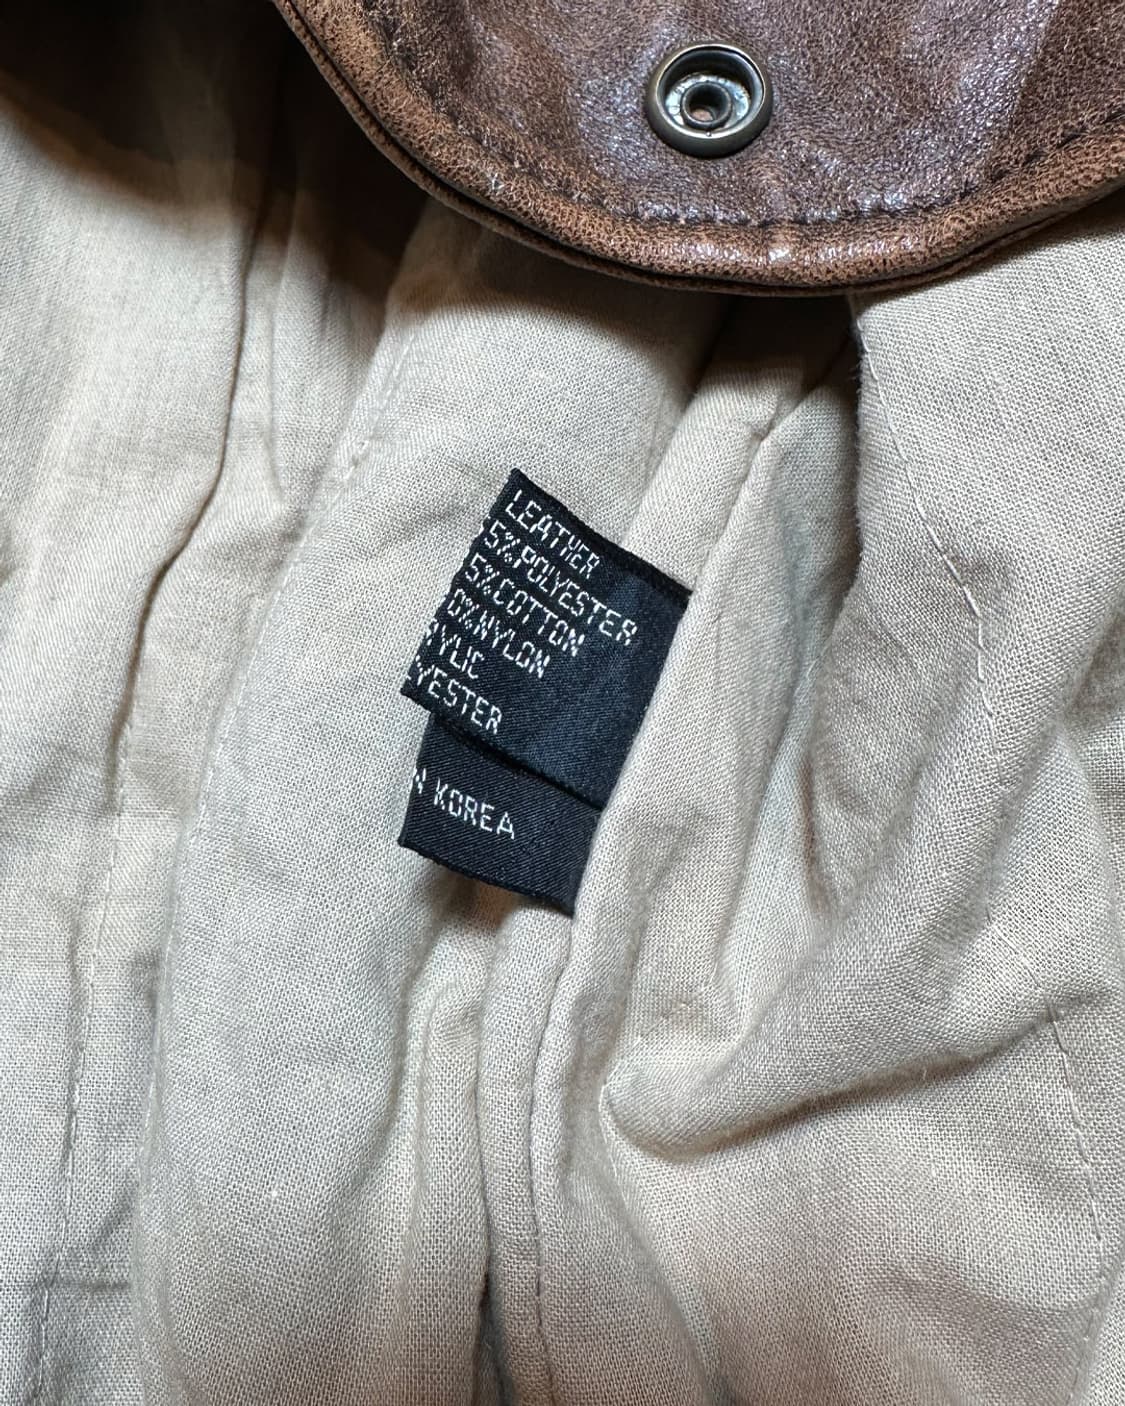 LEATHER
5%POLYESTER
5%COTTON
0%NYLON
RYLIC
YESTER
N KOREA